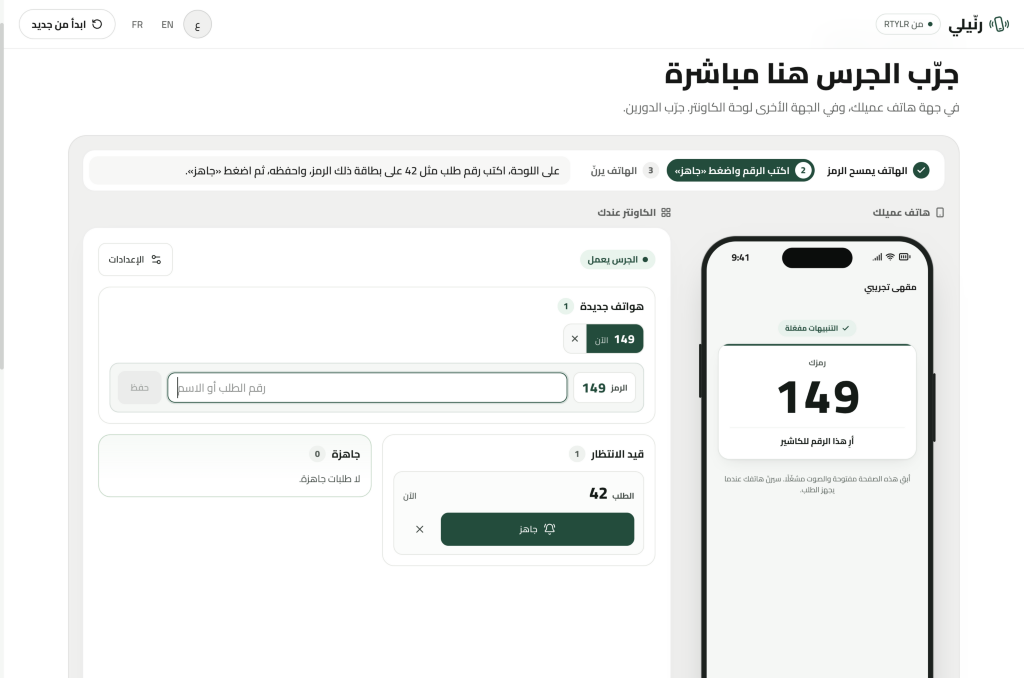 رنّيلي
من RTYLR
ع
EN
FR
ابدأ من جديد
جرّب الجرس هنا مباشرة
في جهة هاتف عميلك، وفي الجهة الأخرى لوحة الكاونتر. جرّب الدورين.
الهاتف يمسح الرمز
2 اكتب الرقم واضغط «جاهز»
3 الهاتف يرنّ
على اللوحة، اكتب رقم طلب مثل 42 على بطاقة ذلك الرمز، واحفظه، ثم اضغط «جاهز».
هاتف عميلك
9:41
مقهى تجريبي
التنبيهات مفعّلة
رمزك
149
أرِ هذا الرقم للكاشير
أبقِ هذه الصفحة مفتوحة والصوت مشغّلًا. سيرنّ هاتفك عندما
يجهز الطلب.
الكاونتر عندك
الجرس يعمل
الإعدادات
هواتف جديدة 1
149 الآن
الرمز 149
رقم الطلب أو الاسم
حفظ
قيد الانتظار 1
الطلب 42
الآن
جاهز
جاهزة 0
لا طلبات جاهزة.